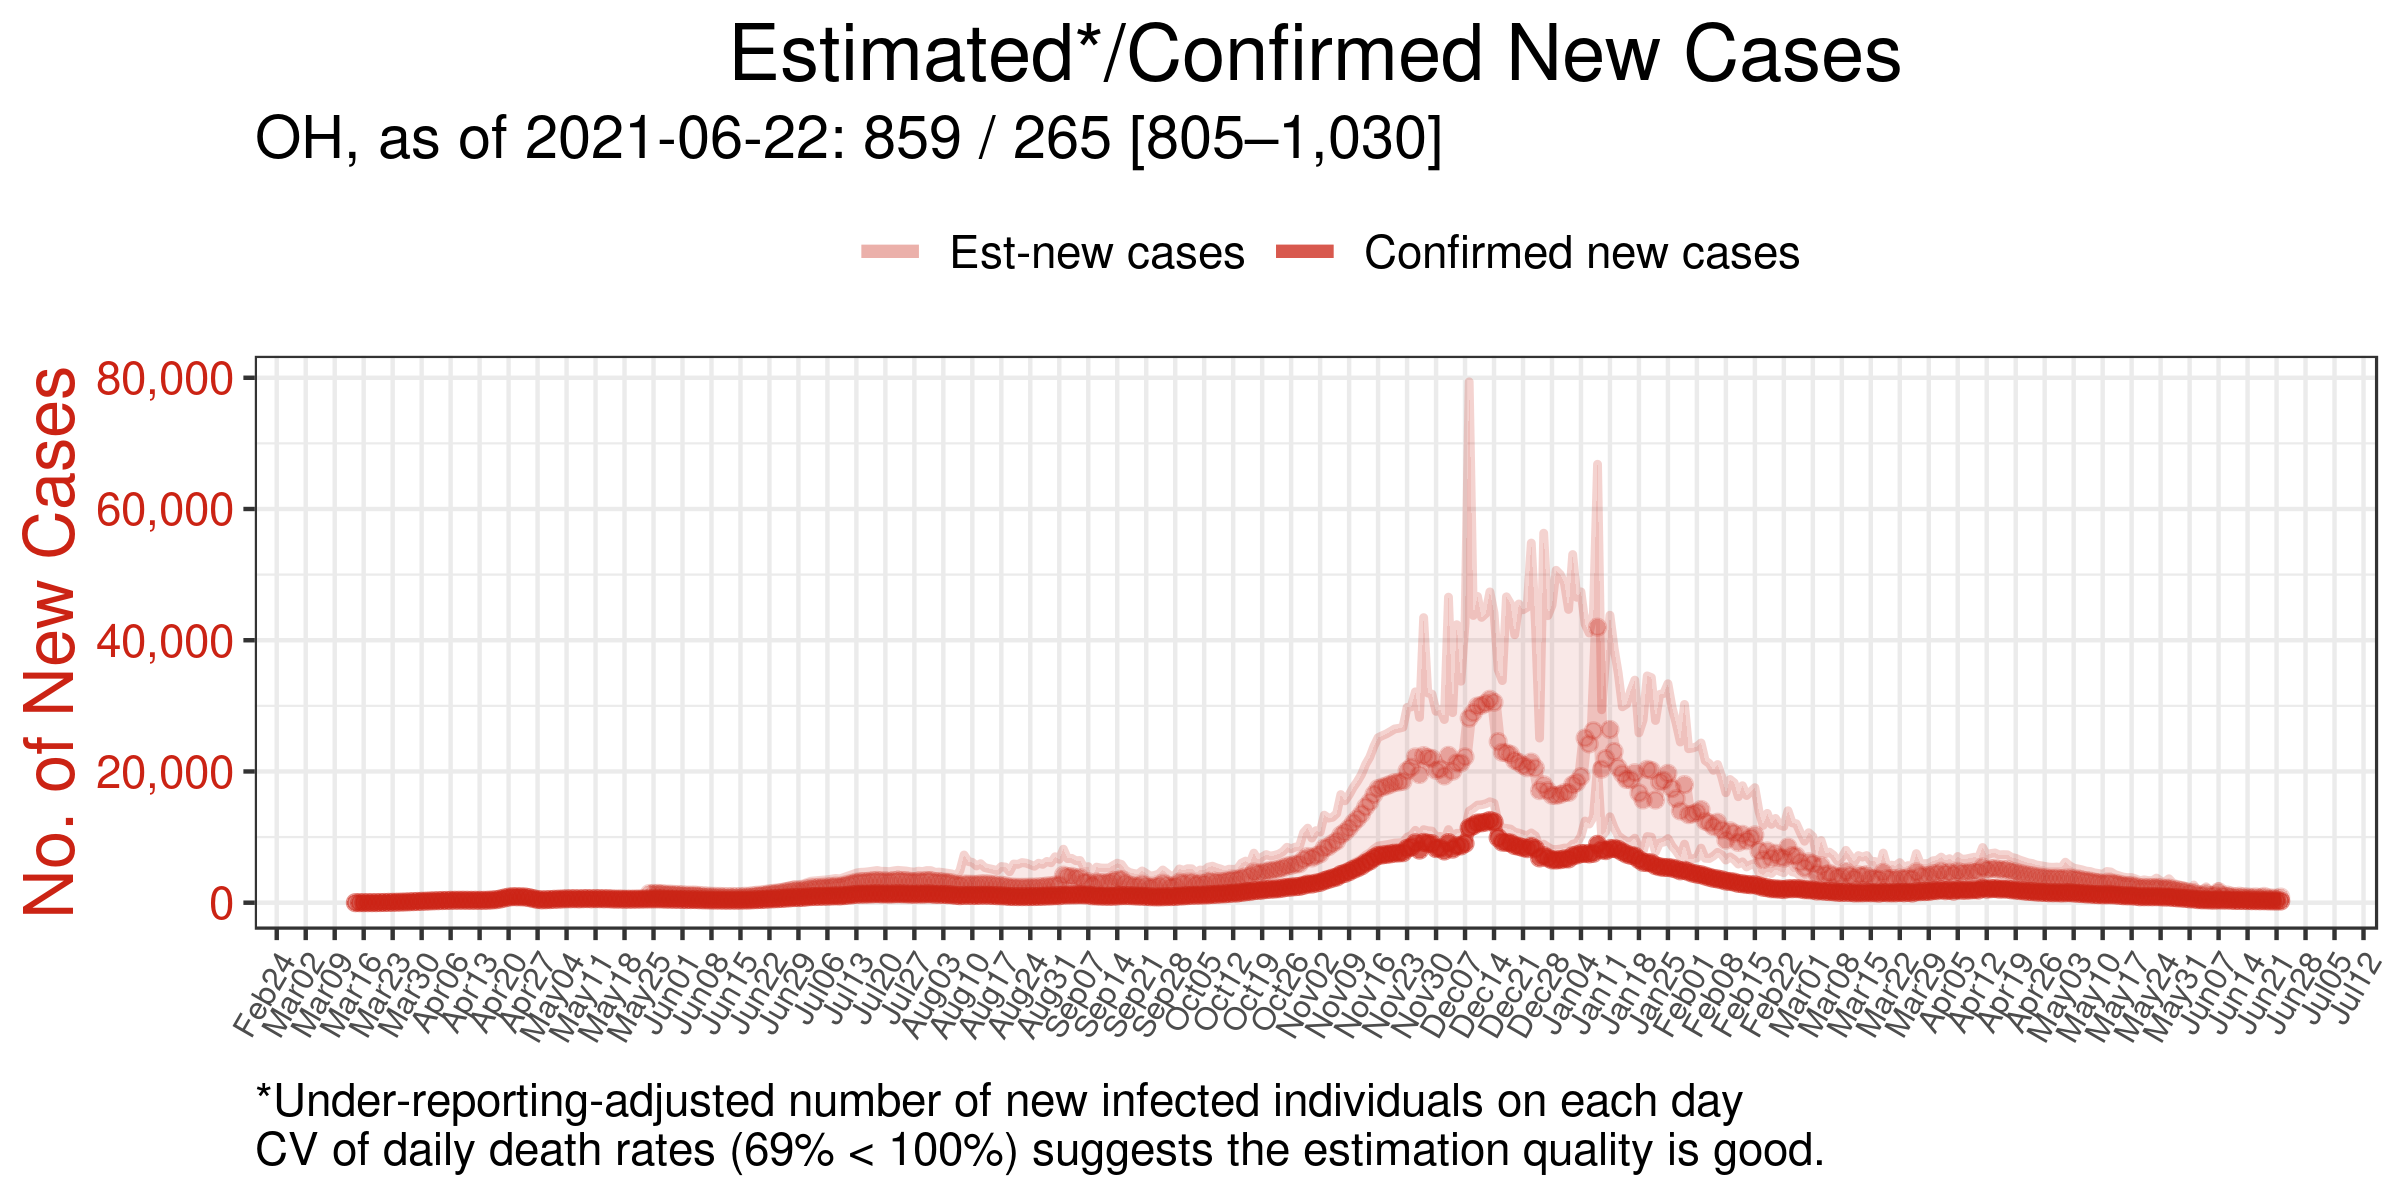 Estimated*/Confirmed New Cases
OH, as of 2021-06-22: 859 / 265 [805–1,030]
Est-new cases Confirmed new cases
No. of New Cases
80,000
60,000
40,000
20,000
0
Feb24 Mar02 Mar09 Mar16 Mar23 Mar30 Apr06 Apr13 Apr20 Apr27 May04 May11 May18 May25 Jun01 Jun08 Jun15 Jun22 Jun29 Jul06 Jul13 Jul20 Jul27 Aug03 Aug10 Aug17 Aug24 Aug31 Sep07 Sep14 Sep21 Sep28 Oct05 Oct12 Oct19 Oct26 Nov02 Nov09 Nov16 Nov23 Nov30 Dec07 Dec14 Dec21 Dec28 Jan04 Jan11 Jan18 Jan25 Feb01 Feb08 Feb15 Feb22 Mar01 Mar08 Mar15 Mar22 Mar29 Apr05 Apr12 Apr19 Apr26 May03 May10 May17 May24 May31 Jun07 Jun14 Jun21 Jun28 Jul05 Jul12
*Under-reporting-adjusted number of new infected individuals on each day
CV of daily death rates (69% < 100%) suggests the estimation quality is good.